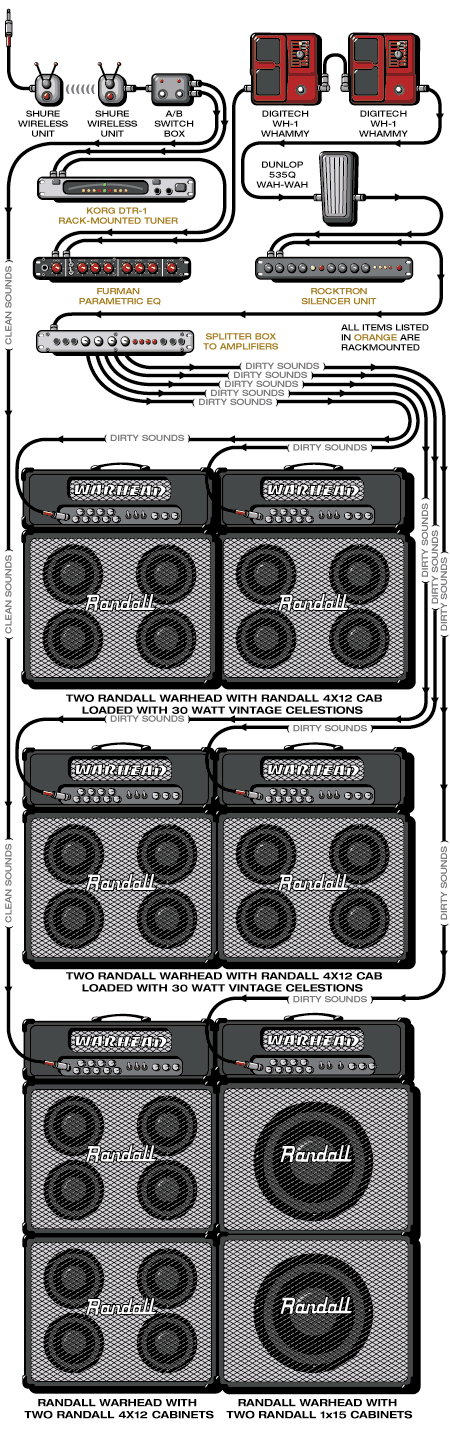 SHURE
WIRELESS
UNIT
SHURE
WIRELESS
UNIT
A/B
SWITCH
BOX
DIGITECH
WH-1
WHAMMY
DIGITECH
WH-1
WHAMMY
DUNLOP
535Q
WAH-WAH
KORG DTR-1
RACK-MOUNTED TUNER
FURMAN
PARAMETRIC EQ
ROCKTRON
SILENCER UNIT
CLEAN SOUNDS
SPLITTER BOX
TO AMPLIFIERS
ALL ITEMS LISTED
IN ORANGE ARE
RACKMOUNTED
DIRTY SOUNDS
DIRTY SOUNDS
DIRTY SOUNDS
DIRTY SOUNDS
DIRTY SOUNDS
DIRTY SOUNDS
DIRTY SOUNDS
WARHEAD
WARHEAD
DIRTY SOUNDS
DIRTY SOUNDS
DIRTY SOUNDS
CLEAN SOUNDS
Randall
Randall
TWO RANDALL WARHEAD WITH RANDALL 4X12 CAB
LOADED WITH 30 WATT VINTAGE CELESTIONS
DIRTY SOUNDS
DIRTY SOUNDS
WARHEAD
WARHEAD
CLEAN SOUNDS
DIRTY SOUNDS
Randall
Randall
TWO RANDALL WARHEAD WITH RANDALL 4X12 CAB
LOADED WITH 30 WATT VINTAGE CELESTIONS
DIRTY SOUNDS
WARHEAD
WARHEAD
Randall
Randall
Randall
Randall
RANDALL WARHEAD WITH
TWO RANDALL 4X12 CABINETS
RANDALL WARHEAD WITH
TWO RANDALL 1x15 CABINETS